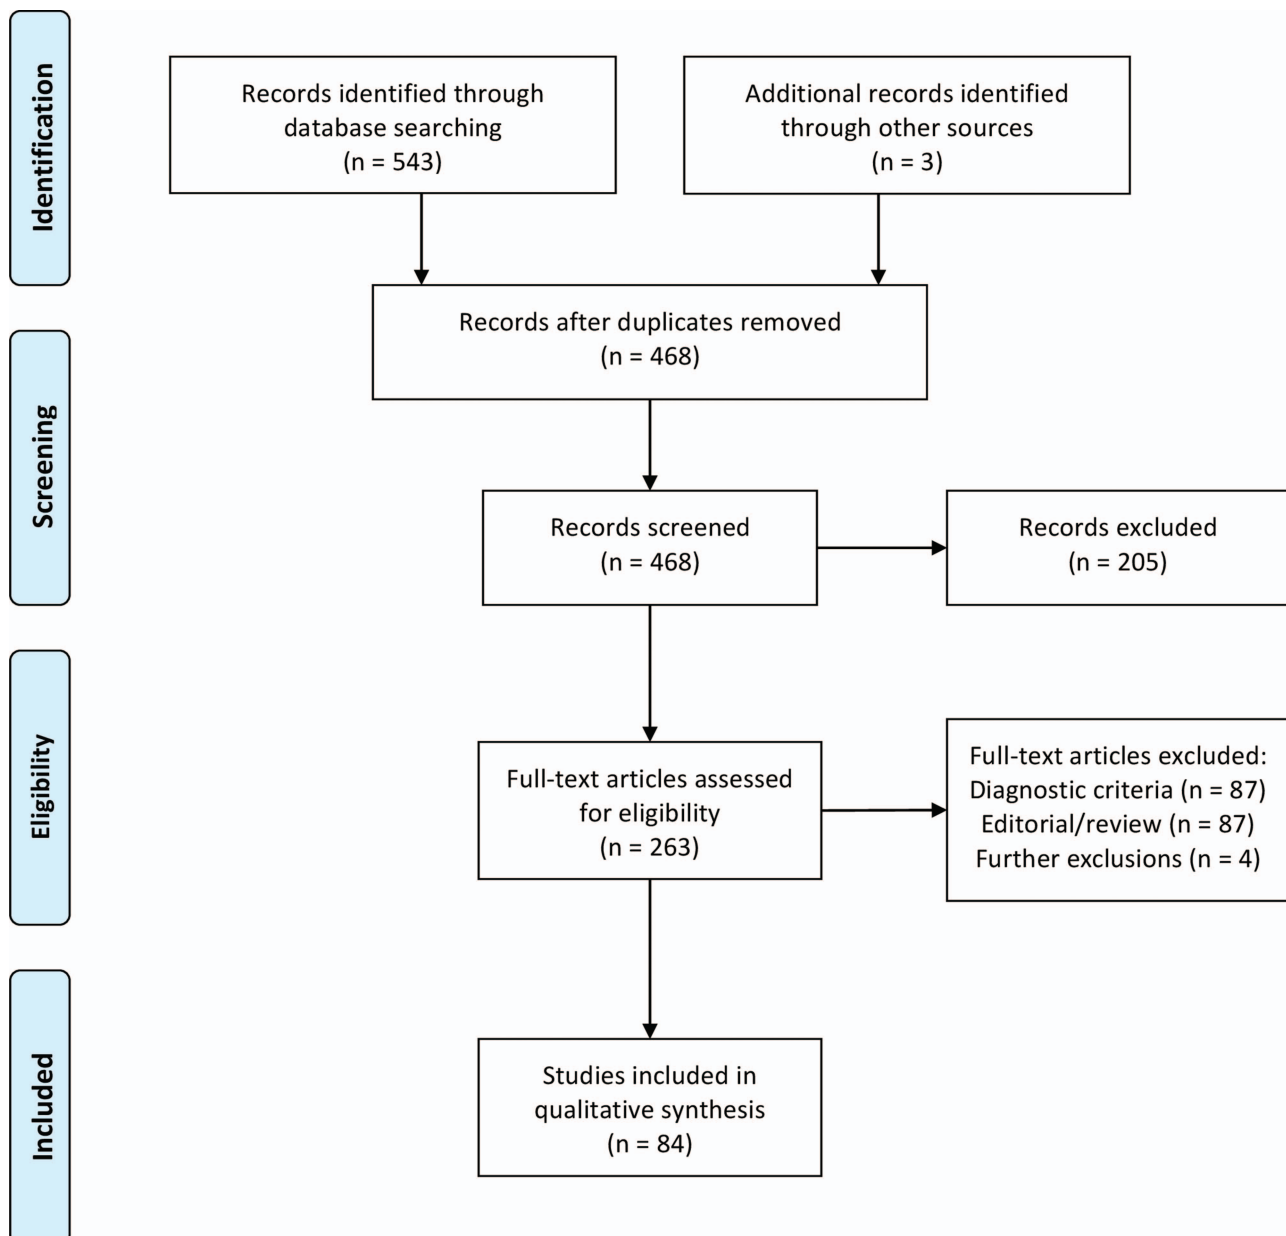 Identification
Records identified through
database searching
(n = 543)
Additional records identified
through other sources
(n = 3)
Records after duplicates removed
(n = 468)
Screening
Records screened
(n = 468)
Records excluded
(n = 205)
Eligibility
Full-text articles assessed
for eligibility
(n = 263)
Full-text articles excluded:
Diagnostic criteria (n = 87)
Editorial/review (n = 87)
Further exclusions (n = 4)
Included
Studies included in
qualitative synthesis
(n = 84)